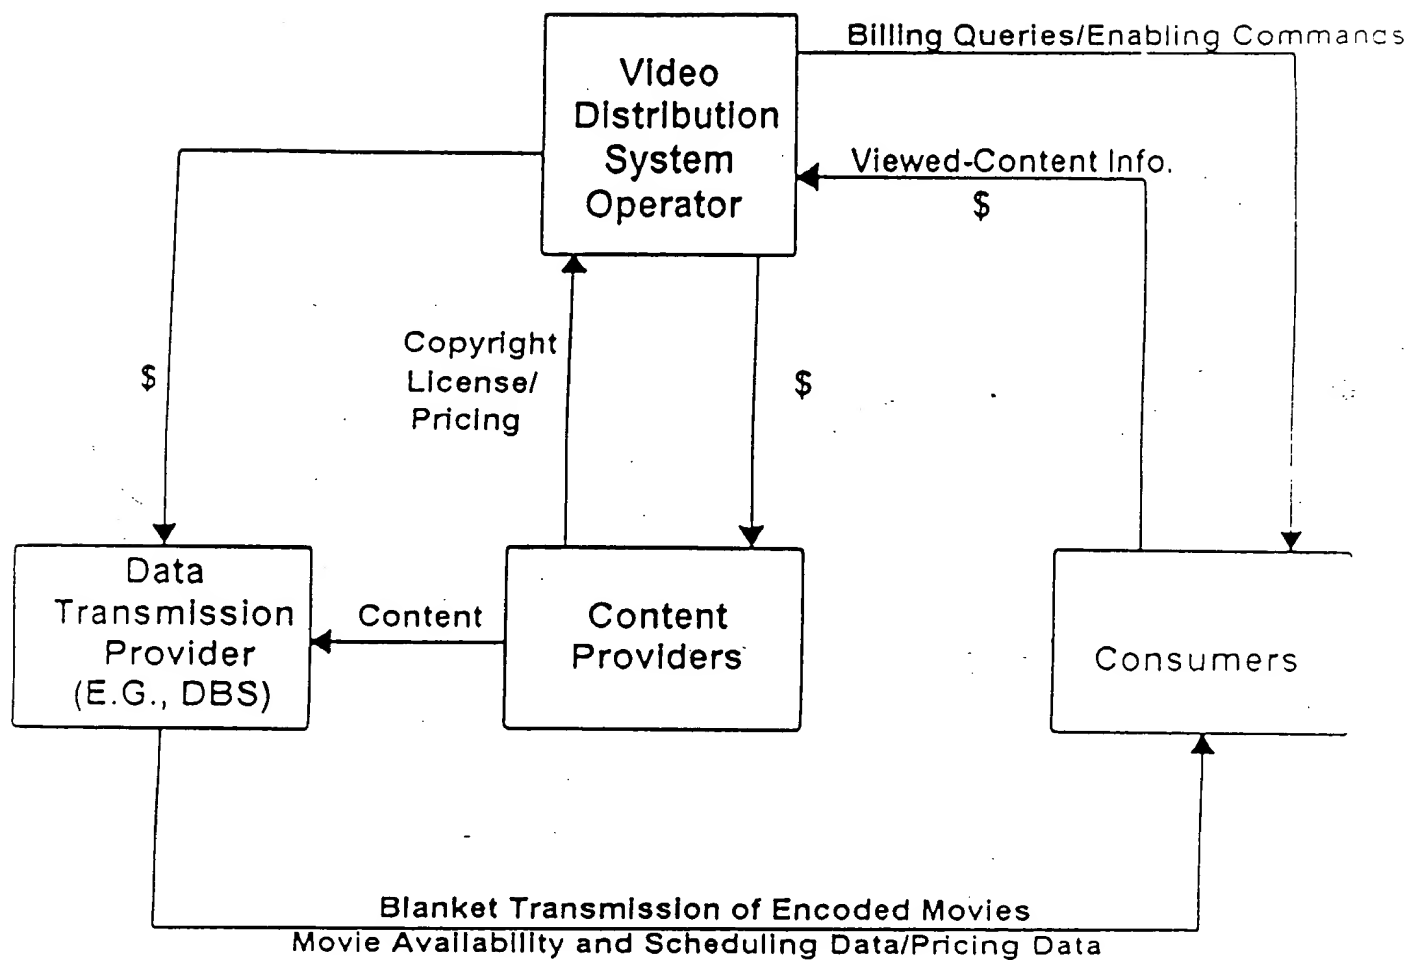 Billing Queries/Enabling Commands
Video
Distribution
System
Operator
Viewed-Content Info.
$
Copyright
License/
Pricing
$
$
Data
Transmission
Provider
(E.G., DBS)
Content
Content
Providers
Consumers
Blanket Transmission of Encoded Movies
Movie Availability and Scheduling Data/Pricing Data